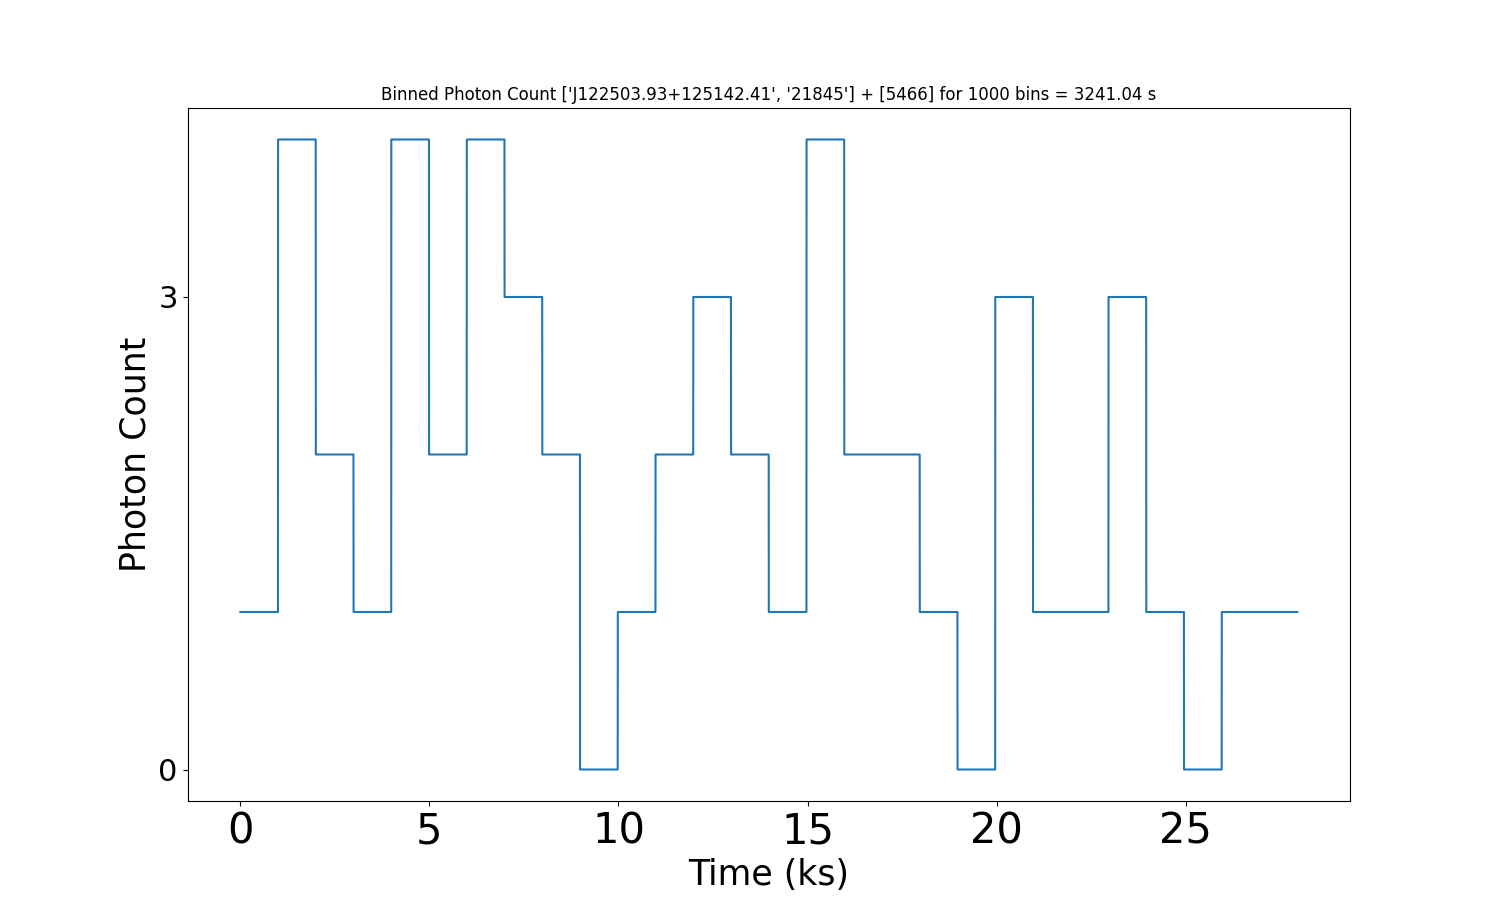 Binned Photon Count ['J122503.93+125142.41', '21845'] + [5466] for 1000 bins = 3241.04 s
3
Photon Count
0
0 5 10 15 20 25
Time (ks)